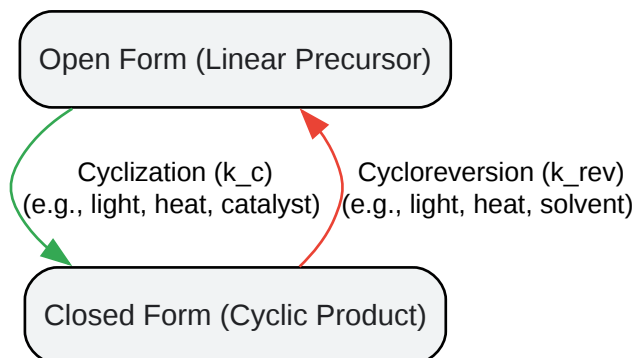 Open Form (Linear Precursor)
Cyclization (k_c)
(e.g., light, heat, catalyst)
Cycloreversion (k_rev)
(e.g., light, heat, solvent)
Closed Form (Cyclic Product)